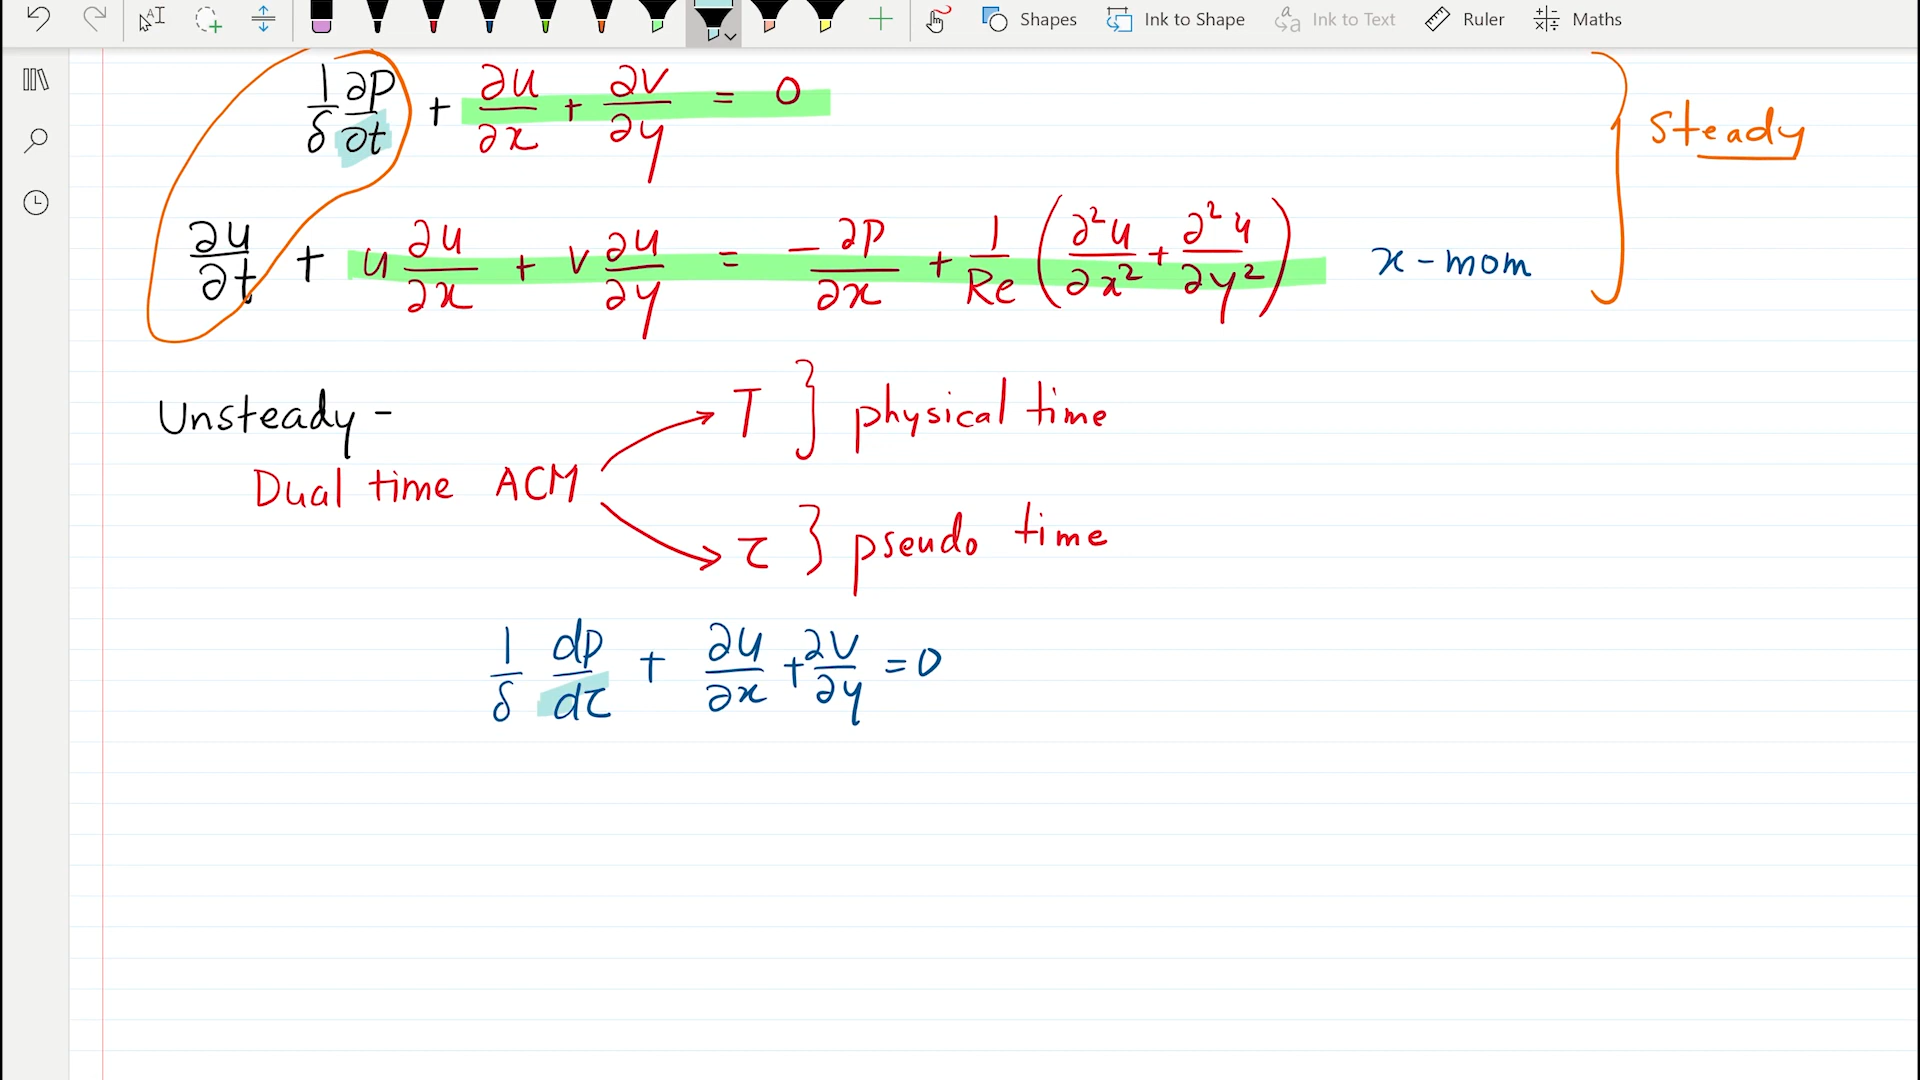 Shapes Ink to Shape Ink to Text Ruler Maths
1/δ ∂p/∂t + ∂u/∂x + ∂v/∂y = 0
steady
∂u/∂t + u ∂u/∂x + v ∂u/∂y = -∂p/∂x + 1/Re (∂²u/∂x² + ∂²u/∂y²) x-mom
Unsteady - T } physical time
Dual time ACM
τ } pseudo time
1/δ dp/dτ + ∂u/∂x + ∂v/∂y = 0